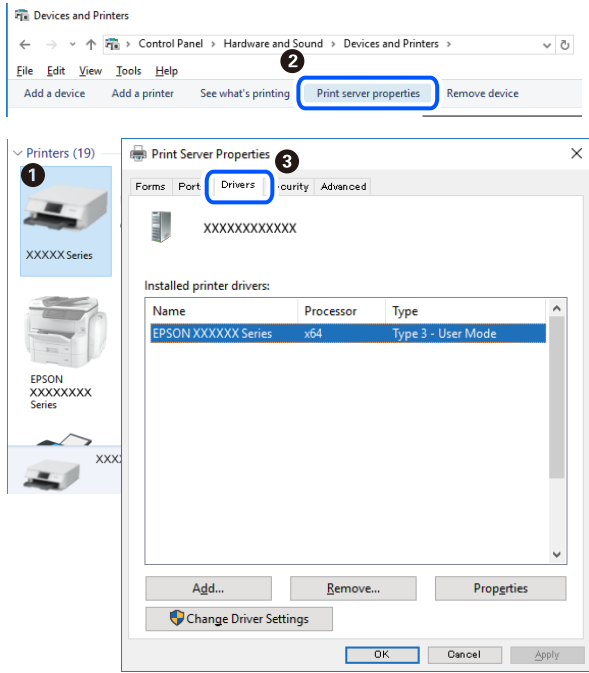 Devices and Printers
Control Panel > Hardware and Sound > Devices and Printers >
2
File Edit View Tools Help
Add a device Add a printer See what's printing Print server properties Remove device
Printers (19)
1
XXXXX Series
EPSON
XXXXXXXX
Series
XXX
Print Server Properties
3
Forms Port Drivers curity Advanced
XXXXXXXXXXXX
Installed printer drivers:
Name Processor Type
EPSON XXXXXX Series x64 Type 3 - User Mode
Add... Remove... Properties
Change Driver Settings
OK Cancel Apply